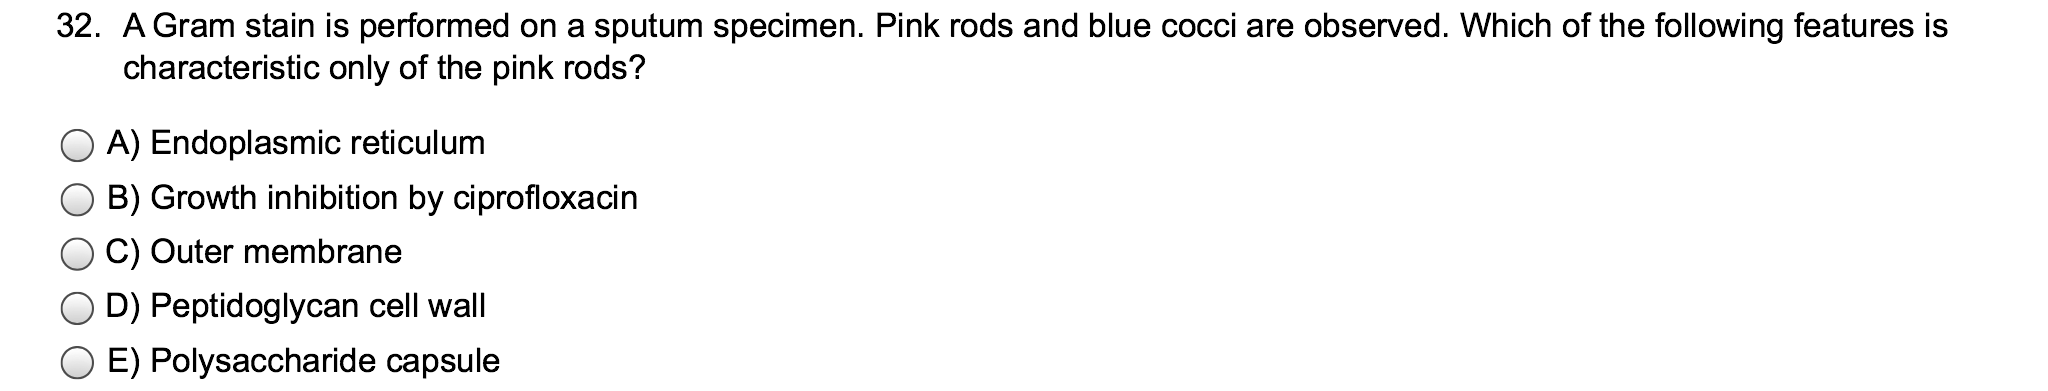 32. A Gram stain is performed on a sputum specimen. Pink rods and blue cocci are observed. Which of the following features is
characteristic only of the pink rods?
A) Endoplasmic reticulum
B) Growth inhibition by ciprofloxacin
C) Outer membrane
D) Peptidoglycan cell wall
E) Polysaccharide capsule